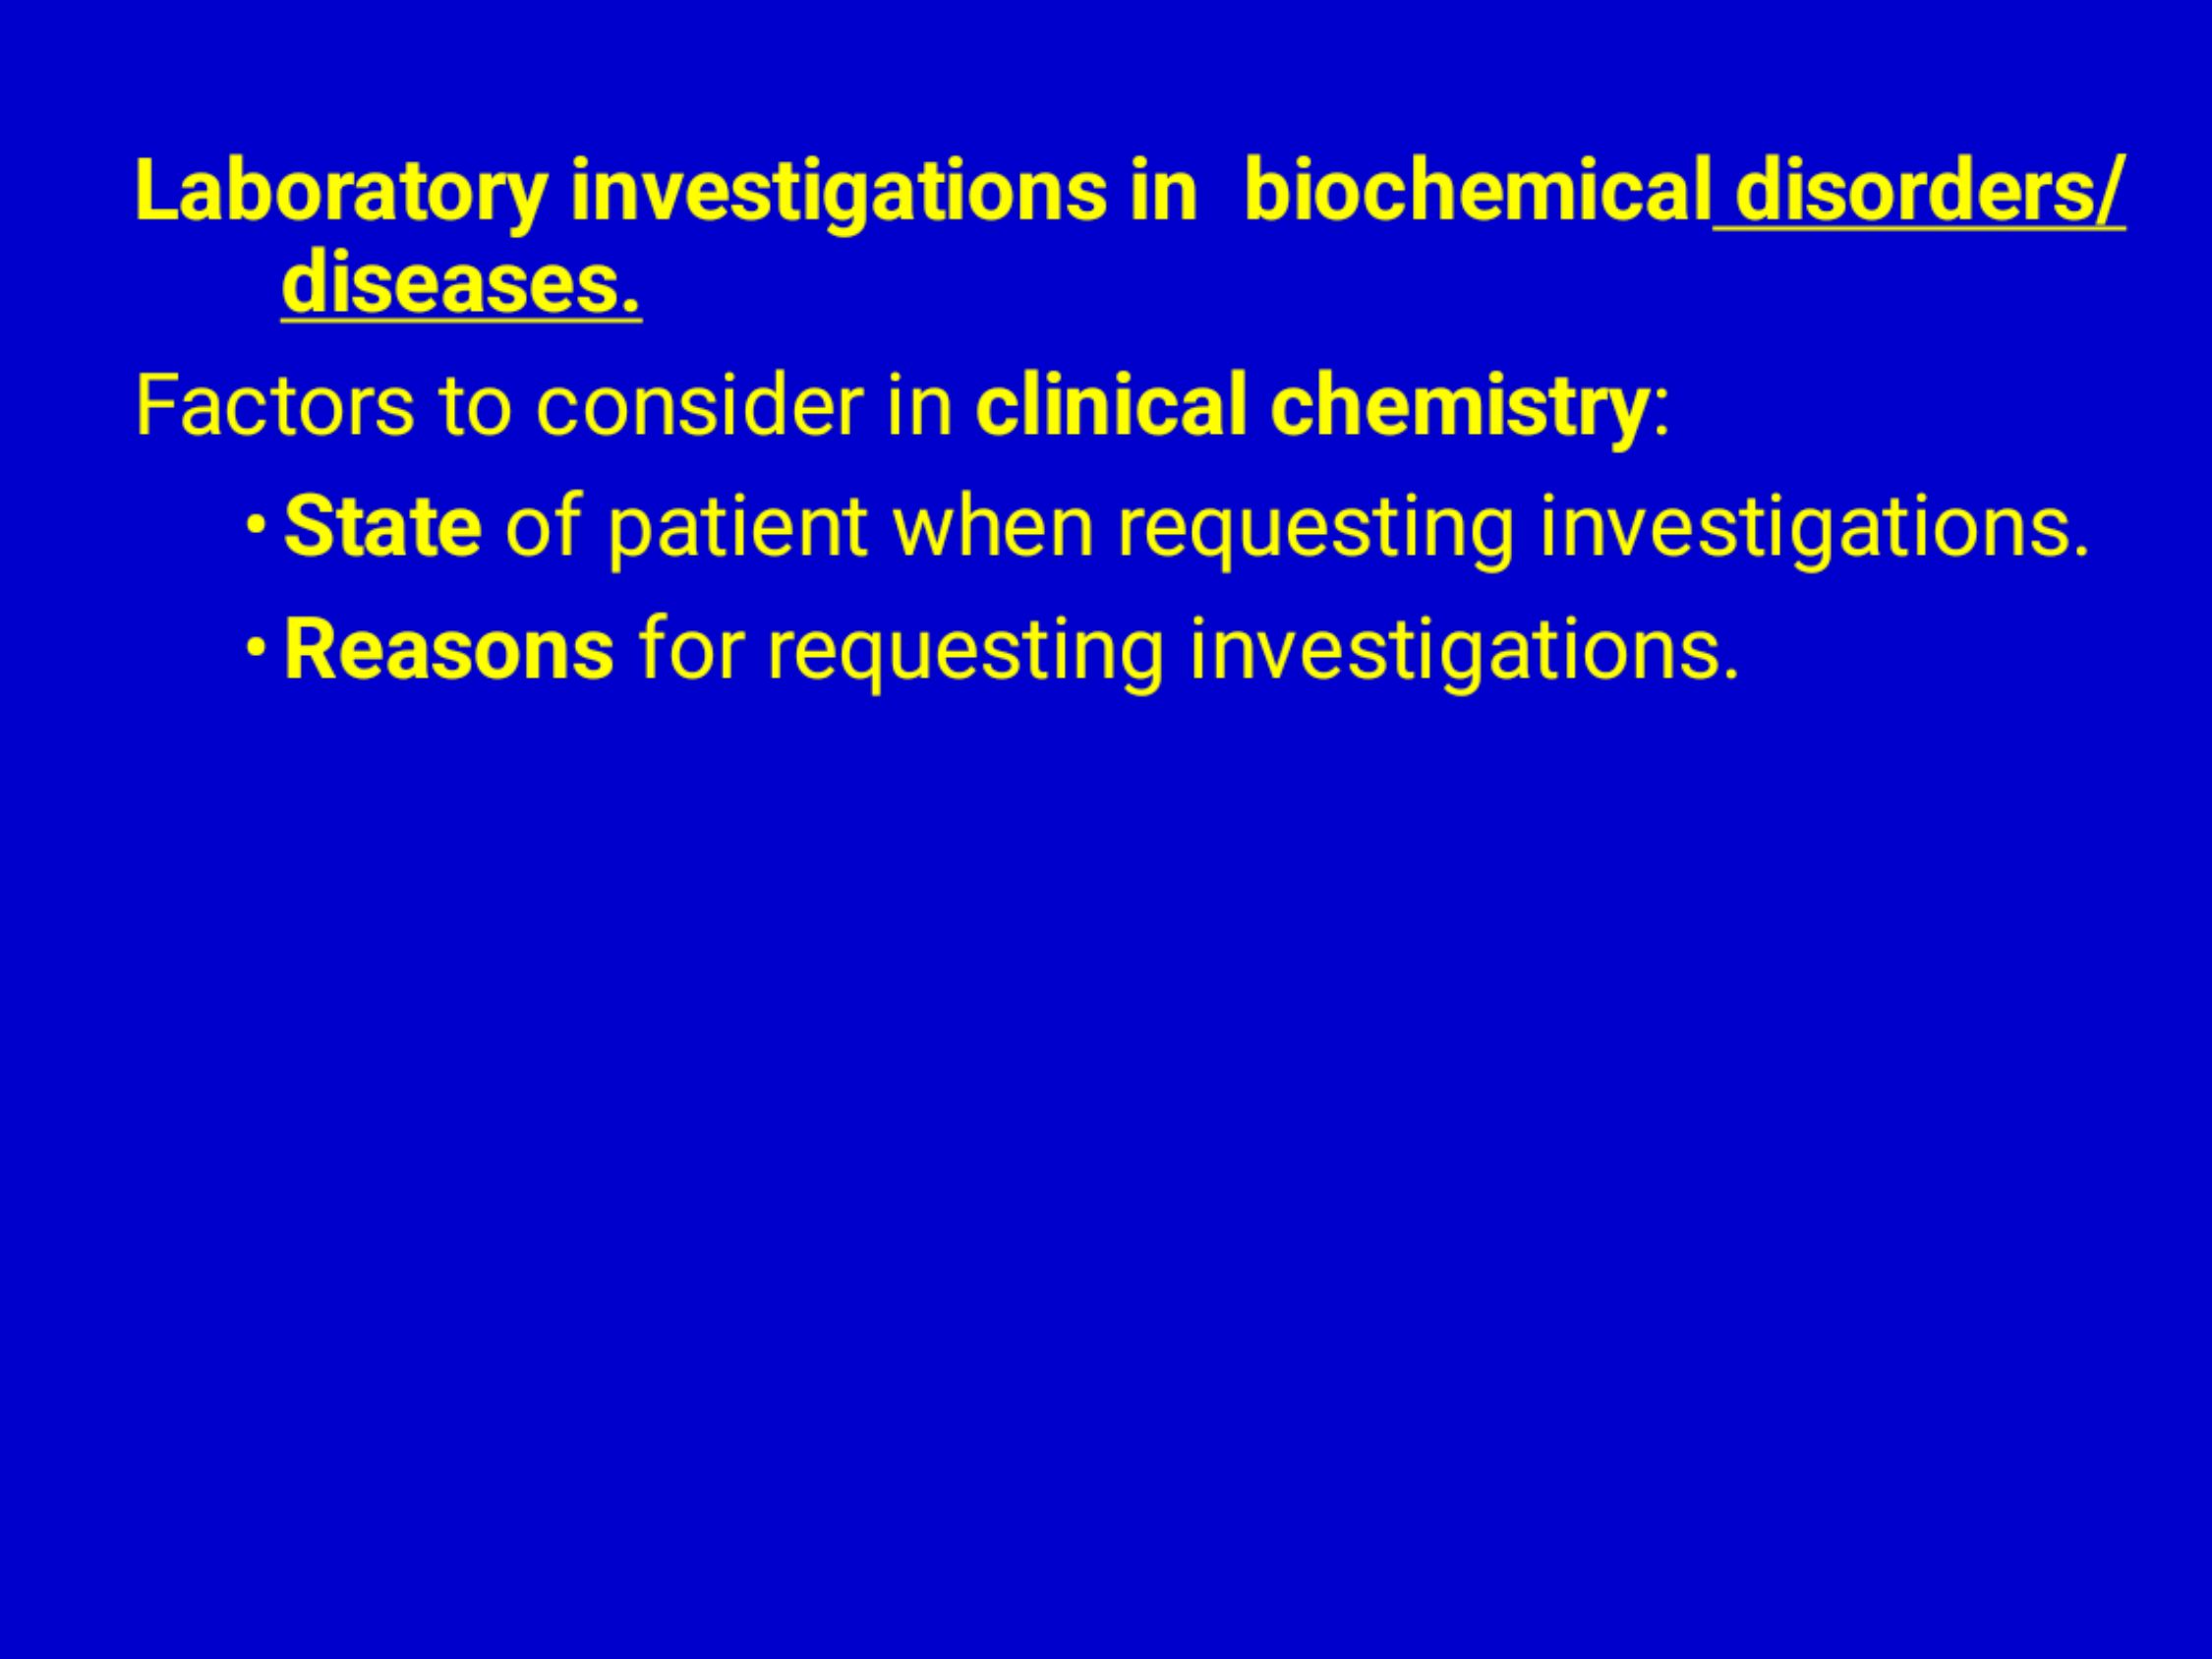 Laboratory investigations in  biochemical disorders/
diseases.
Factors to consider in clinical chemistry:
• State of patient when requesting investigations.
• Reasons for requesting investigations.